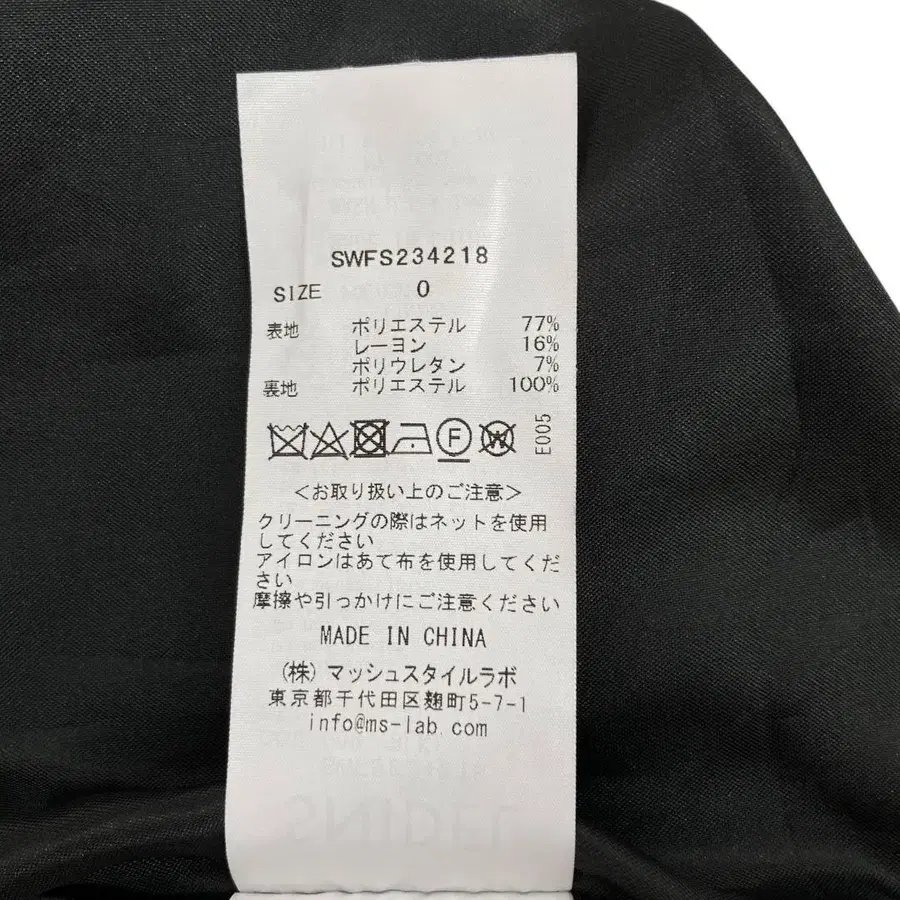 SWFS234218
SIZE 0
表地 ポリエステル 77%
レーヨン 16%
ポリウレタン 7%
裏地 ポリエステル 100%
F W E005
<お取り扱い上のご注意>
クリーニングの際はネットを使用
してください
アイロンはあて布を使用してくだ
さい
摩擦や引っかけにご注意ください
MADE IN CHINA
(株) マッシュスタイルラボ
東京都千代田区麹町5-7-1
info@ms-lab.com